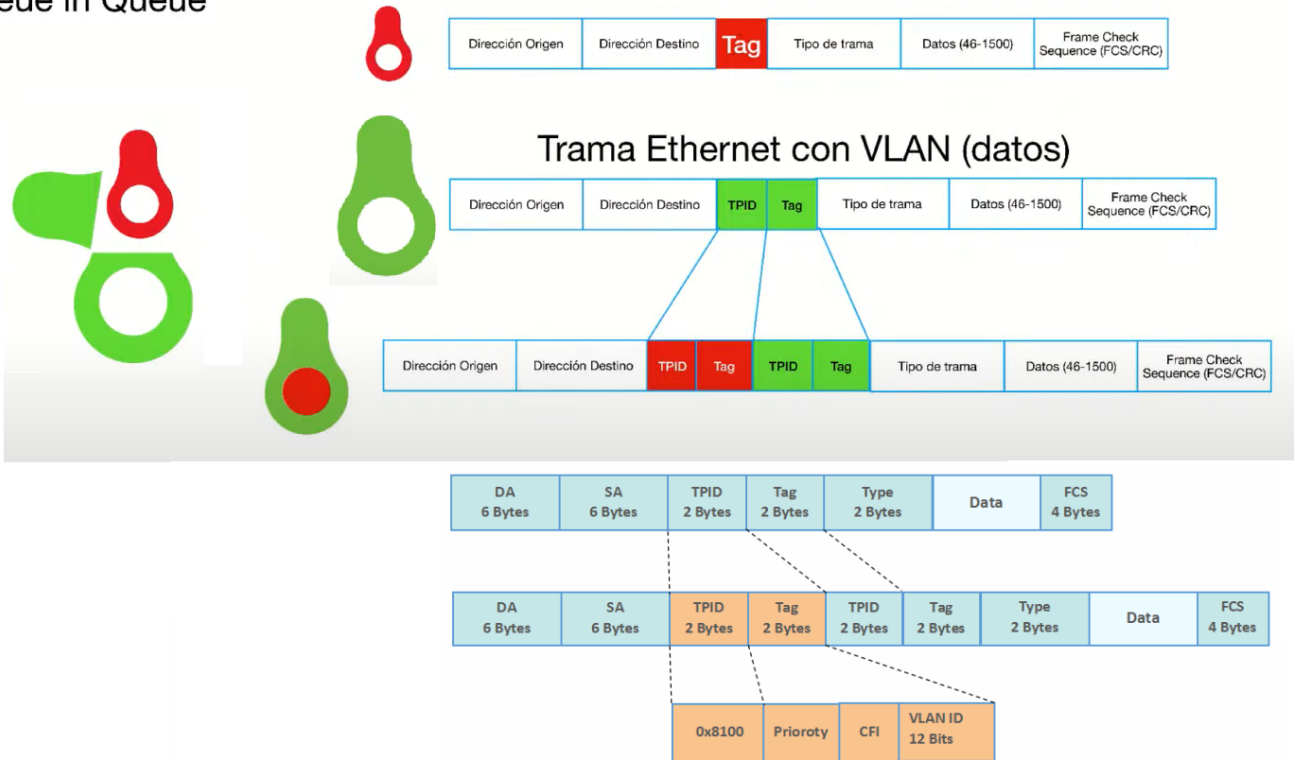 in Queue
Dirección Origen
Dirección Destino
Tag
Tipo de trama
Datos (46-1500)
Frame Check
Sequence (FCS/CRC)
Trama Ethernet con VLAN (datos)
Dirección Origen
Dirección Destino
TPID
Tag
Tipo de trama
Datos (46-1500)
Frame Check
Sequence (FCS/CRC)
Dirección Origen
Dirección Destino
TPID
Tag
TPID
Tag
Tipo de trama
Datos (46-1500)
Frame Check
Sequence (FCS/CRC)
DA
6 Bytes
SA
6 Bytes
TPID
2 Bytes
Tag
2 Bytes
Type
2 Bytes
Data
FCS
4 Bytes
DA
6 Bytes
SA
6 Bytes
TPID
2 Bytes
Tag
2 Bytes
TPID
2 Bytes
Tag
2 Bytes
Type
2 Bytes
Data
FCS
4 Bytes
0x8100
Prioroty
CFI
VLAN ID
12 Bits